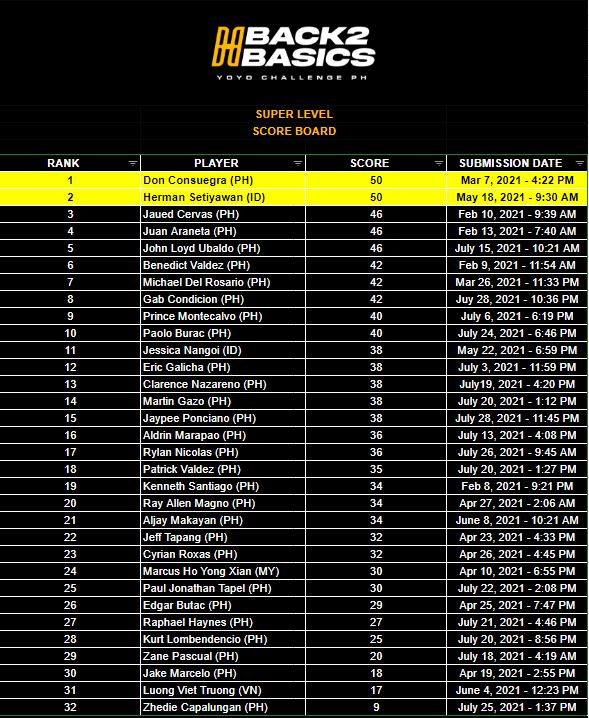 BACK2
BASICS
YOYO CHALLENGE PH
SUPER LEVEL
SCORE BOARD
RANK PLAYER SCORE SUBMISSION DATE
1 Don Consuegra (PH) 50 Mar 7, 2021 - 4:22 PM
2 Herman Setiyawan (ID) 50 May 18, 2021 - 9:30 AM
3 Jaued Cervas (PH) 46 Feb 10, 2021 - 9:39 AM
4 Juan Araneta (PH) 46 Feb 13, 2021 - 7:40 AM
5 John Loyd Ubaldo (PH) 46 July 15, 2021 - 10:21 AM
6 Benedict Valdez (PH) 42 Feb 9, 2021 - 11:54 AM
7 Michael Del Rosario (PH) 42 Mar 26, 2021 - 11:33 PM
8 Gab Condicion (PH) 42 Juy 28, 2021 - 10:36 PM
9 Prince Montecalvo (PH) 40 July 6, 2021 - 6:19 PM
10 Paolo Burac (PH) 40 July 24, 2021 - 6:46 PM
11 Jessica Nangoi (ID) 38 May 22, 2021 - 6:59 PM
12 Eric Galicha (PH) 38 July 3, 2021 - 11:59 PM
13 Clarence Nazareno (PH) 38 July19, 2021 - 4:20 PM
14 Martin Gazo (PH) 38 July 20, 2021 - 1:12 PM
15 Jaypee Ponciano (PH) 38 July 28, 2021 - 11:45 PM
16 Aldrin Marapao (PH) 36 July 13, 2021 - 4:08 PM
17 Rylan Nicolas (PH) 36 July 26, 2021 - 9:45 AM
18 Patrick Valdez (PH) 35 July 20, 2021 - 1:27 PM
19 Kenneth Santiago (PH) 34 Feb 8, 2021 - 9:21 PM
20 Ray Allen Magno (PH) 34 Apr 27, 2021 - 2:06 AM
21 Aljay Makayan (PH) 34 June 8, 2021 - 10:21 AM
22 Jeff Tapang (PH) 32 Apr 23, 2021 - 4:33 PM
23 Cyrian Roxas (PH) 32 Apr 26, 2021 - 4:45 PM
24 Marcus Ho Yong Xian (MY) 30 Apr 10, 2021 - 6:55 PM
25 Paul Jonathan Tapel (PH) 30 July 22, 2021 - 2:08 PM
26 Edgar Butac (PH) 29 Apr 25, 2021 - 7:47 PM
27 Raphael Haynes (PH) 27 July 21, 2021 - 4:46 PM
28 Kurt Lombendencio (PH) 25 July 20, 2021 - 8:56 PM
29 Zane Pascual (PH) 20 July 18, 2021 - 4:19 AM
30 Jake Marcelo (PH) 18 Apr 19, 2021 - 2:55 PM
31 Luong Viet Truong (VN) 17 June 4, 2021 - 12:23 PM
32 Zhedie Capalungan (PH) 9 July 25, 2021 - 1:37 PM